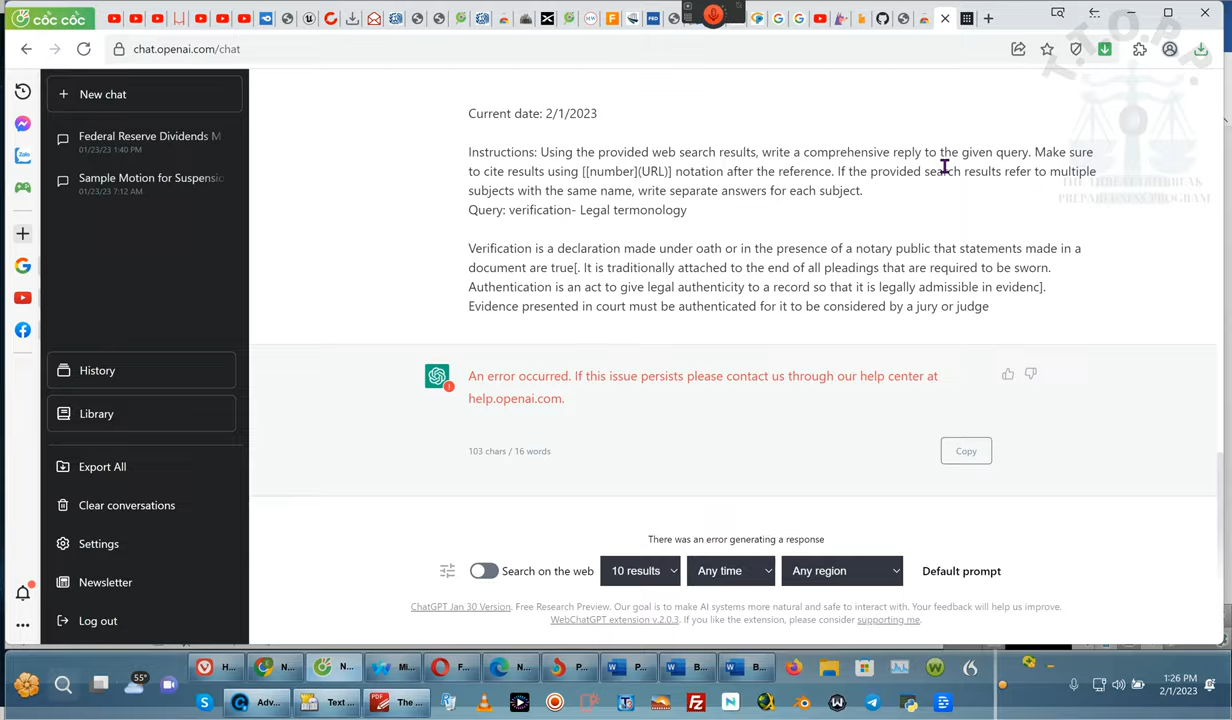 cốc cốc
NEW
FED
chat.openai.com/chat
T.T.O.P.P.
THE THREAT OUTBREAK
PREPAREDNESS PROGRAM
New chat
Federal Reserve Dividends M
01/23/23 1:40 PM
Sample Motion for Suspensio
01/23/23 7:12 AM
Zalo
History
Library
Export All
Clear conversations
Settings
Newsletter
Log out
Current date: 2/1/2023
Instructions: Using the provided web search results, write a comprehensive reply to the given query. Make sure
to cite results using [[number](URL)] notation after the reference. If the provided search results refer to multiple
subjects with the same name, write separate answers for each subject.
Query: verification- Legal termonology
Verification is a declaration made under oath or in the presence of a notary public that statements made in a
document are true[. It is traditionally attached to the end of all pleadings that are required to be sworn.
Authentication is an act to give legal authenticity to a record so that it is legally admissible in evidenc].
Evidence presented in court must be authenticated for it to be considered by a jury or judge
An error occurred. If this issue persists please contact us through our help center at
help.openai.com.
103 chars / 16 words
Copy
There was an error generating a response
Search on the web
10 results
Any time
Any region
Default prompt
ChatGPT Jan 30 Version. Free Research Preview. Our goal is to make AI systems more natural and safe to interact with. Your feedback will help us improve.
WebChatGPT extension v.2.0.3. If you like the extension, please consider supporting me.
55°
H...
N...
N...
MI...
F...
N...
P...
P...
B...
B...
Adv...
Text ...
The ...
1:26 PM
2/1/2023